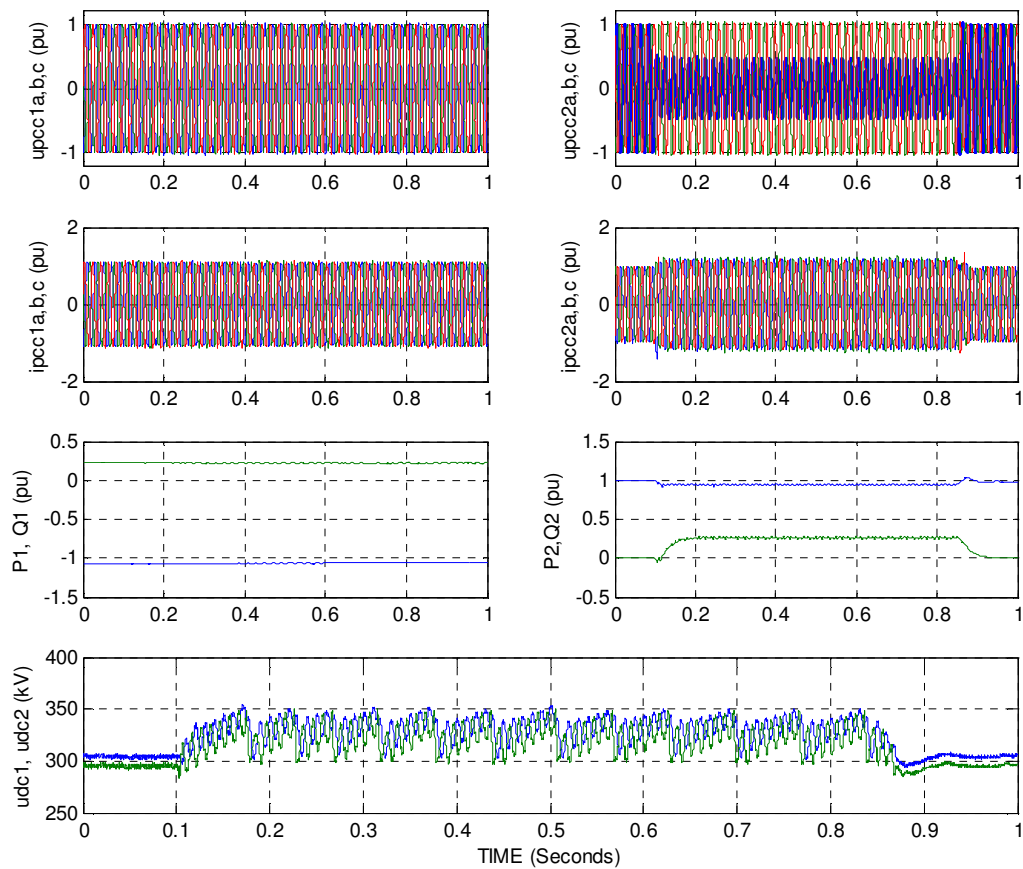 upcc1a,b,c (pu)
1
0
-1
0 0.2 0.4 0.6 0.8 1
upcc2a,b,c (pu)
1
0
-1
0 0.2 0.4 0.6 0.8 1
ipcc1a,b,c (pu)
2
0
-2
0 0.2 0.4 0.6 0.8 1
ipcc2a,b,c (pu)
2
0
-2
0 0.2 0.4 0.6 0.8 1
P1, Q1 (pu)
0.5
0
-0.5
-1
-1.5
0 0.2 0.4 0.6 0.8 1
P2,Q2 (pu)
1.5
1
0.5
0
-0.5
0 0.2 0.4 0.6 0.8 1
udc1, udc2 (kV)
400
350
300
250
0 0.1 0.2 0.3 0.4 0.5 0.6 0.7 0.8 0.9 1
TIME (Seconds)